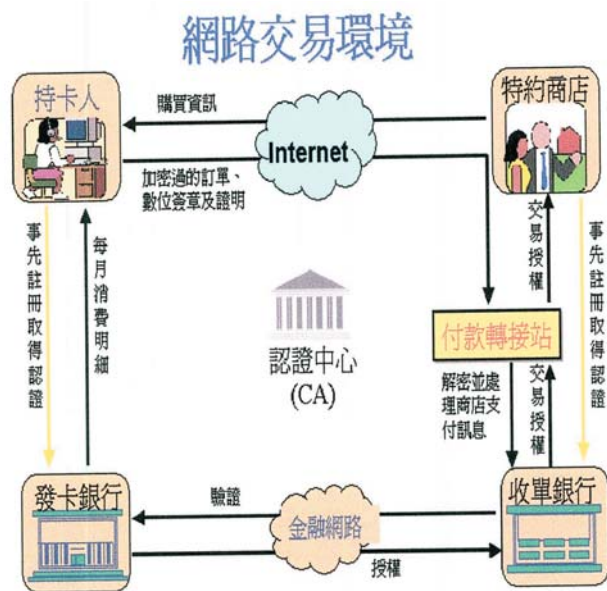 網路交易環境
持卡人
購買資訊
特約商店
Internet
加密過的訂單、
數位簽章及證明
事先註冊取得認證
每月消費明細
交易授權
事先註冊取得認證
認證中心
(CA)
付款轉接站
解密並處
理商店支
付訊息
交易授權
發卡銀行
驗證
金融網路
授權
收單銀行